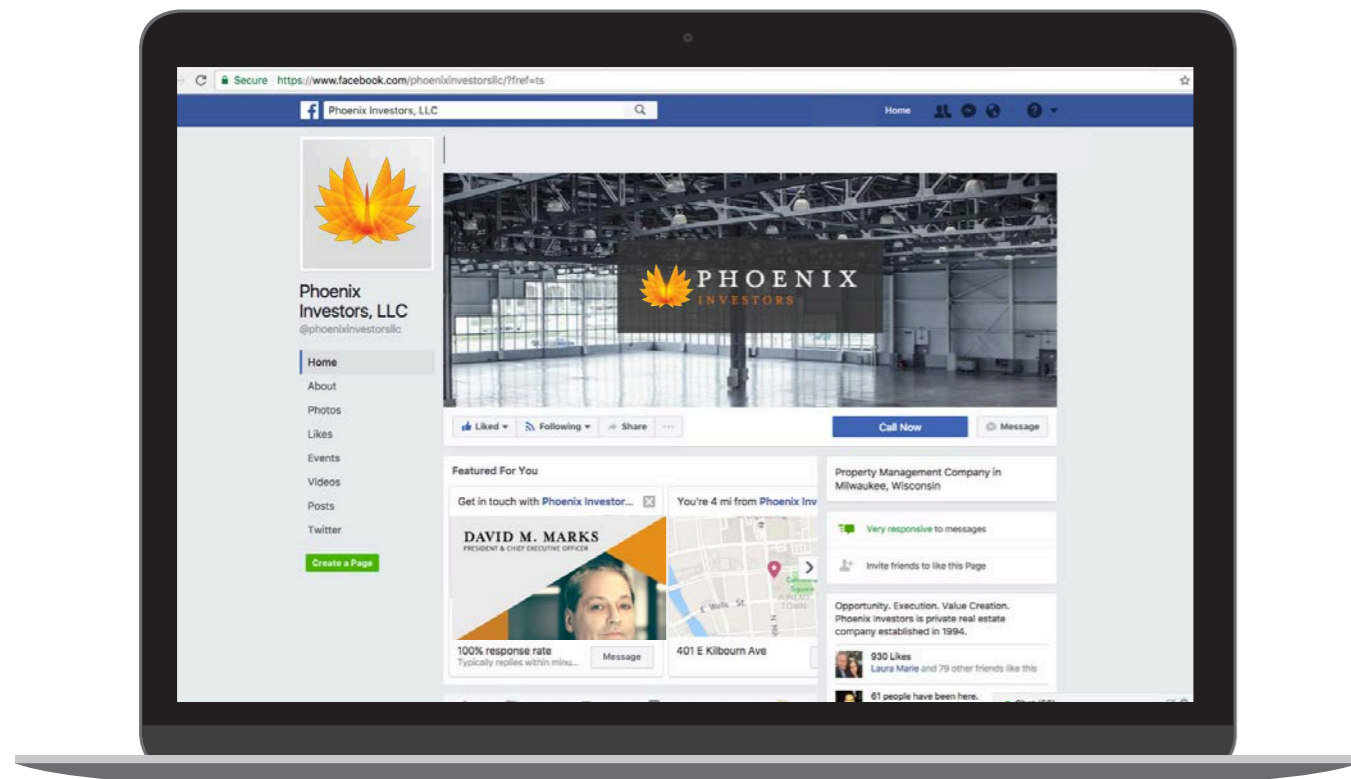 Secure https://www.facebook.com/phoenixinvestorsllc/?fref=ts
Phoenix Investors, LLC
Home
Phoenix
Investors, LLC
@phoenixinvestorsllc
Home
About
Photos
Likes
Events
Videos
Posts
Twitter
Create a Page
PHOENIX
INVESTORS
Liked
Following
Share
Call Now
Message
Featured For You
Get in touch with Phoenix Investor...
DAVID M. MARKS
PRESIDENT & CHIEF EXECUTIVE OFFICER
100% response rate
Typically replies within minu...
Message
You're 4 mi from Phoenix Inv
E Wells St
TOWN
401 E Kilbourn Ave
Property Management Company in
Milwaukee, Wisconsin
Very responsive to messages
Invite friends to like this Page
Opportunity. Execution. Value Creation.
Phoenix Investors is private real estate
company established in 1994.
930 Likes
Laura Marie and 79 other friends like this
61 people have been here.